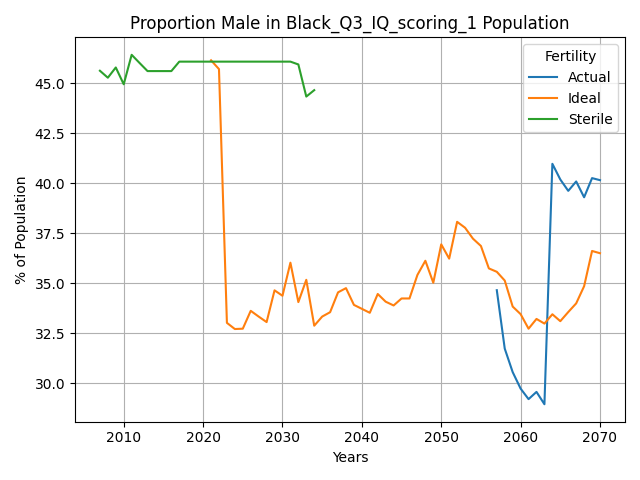 Proportion Male in Black_Q3_IQ_scoring_1 Population
Fertility
Actual
Ideal
Sterile
% of Population
45.0
42.5
40.0
37.5
35.0
32.5
30.0
2010
2020
2030
2040
2050
2060
2070
Years